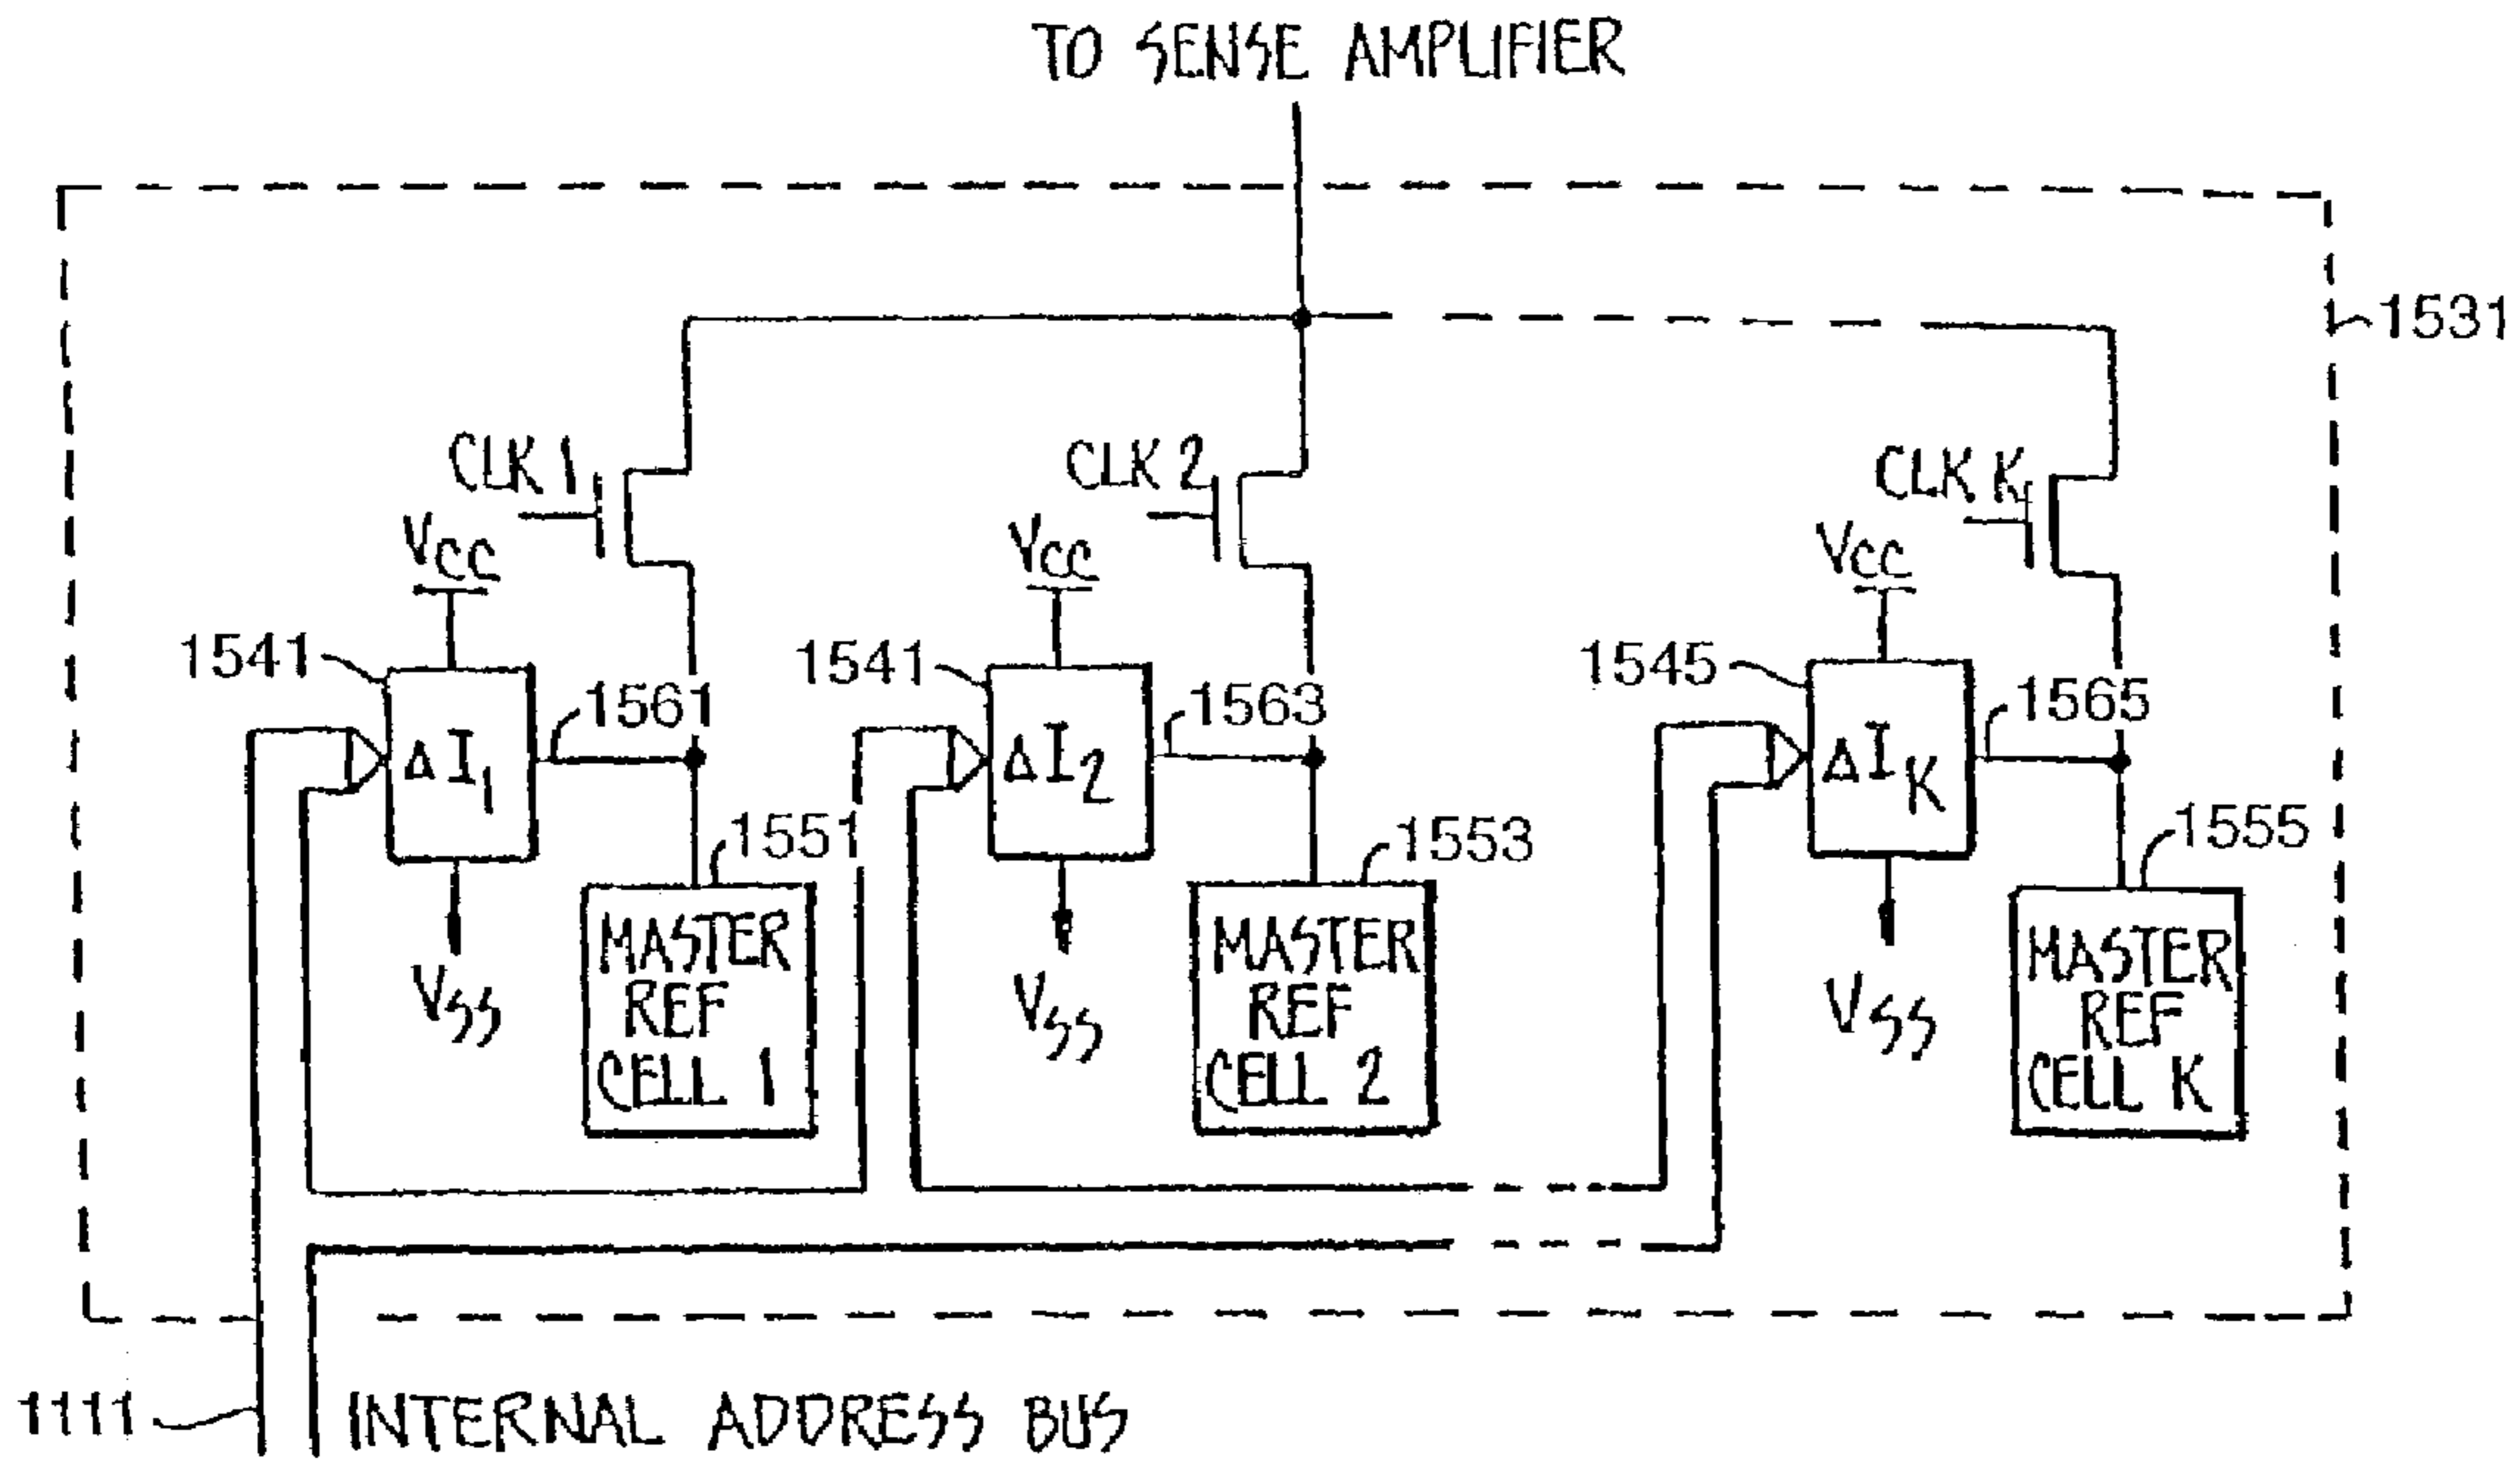 TO SENSE AMPLIFIER
1531
CLK 1
CLK 2
CLK K
VCC
VCC
VCC
1541
1541
1545
1561
1563
1565
ΔI1
ΔI2
ΔIK
1551
1553
1555
VSS
VSS
VSS
MASTER
REF
CELL 1
MASTER
REF
CELL 2
MASTER
REF
CELL K
1111
INTERNAL ADDRESS BUS